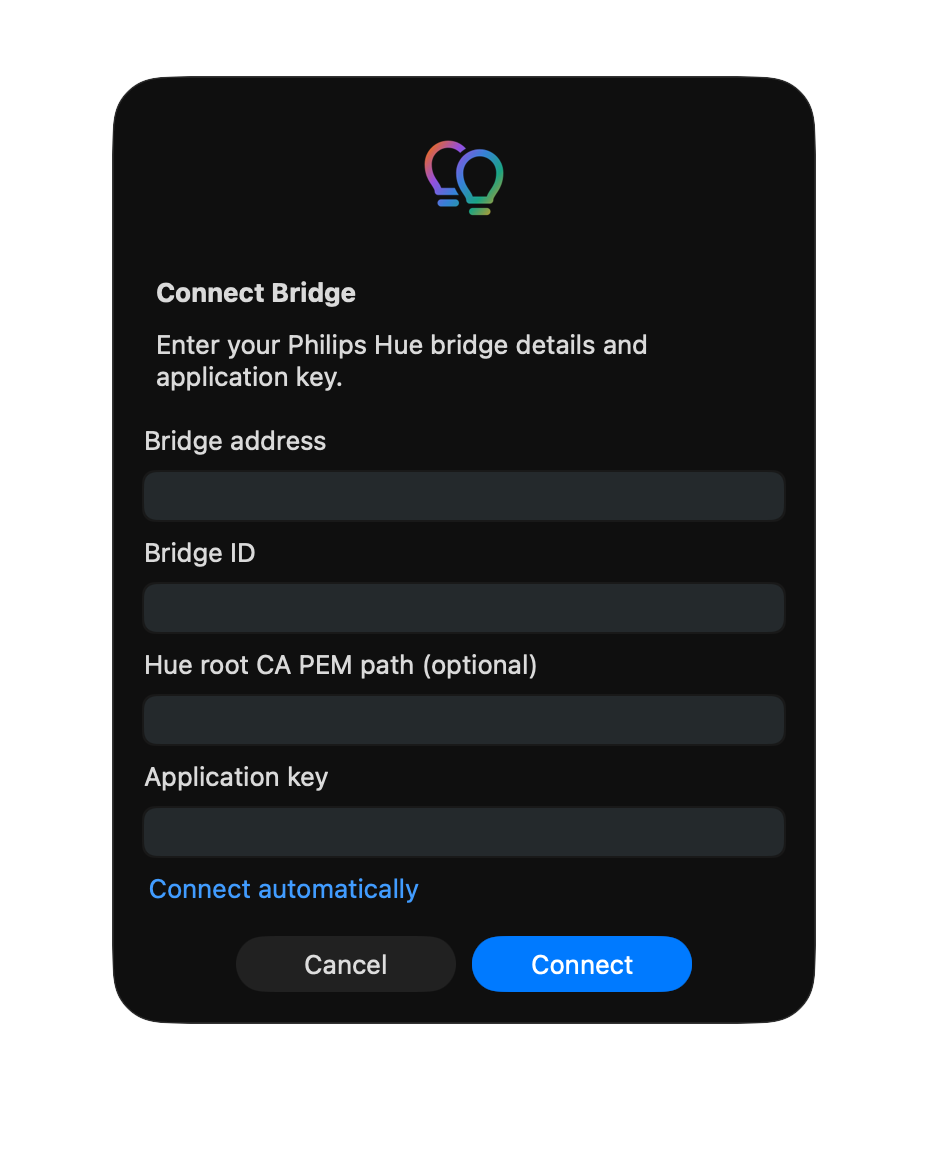 Connect Bridge
Enter your Philips Hue bridge details and
application key.
Bridge address
Bridge ID
Hue root CA PEM path (optional)
Application key
Connect automatically
Cancel
Connect